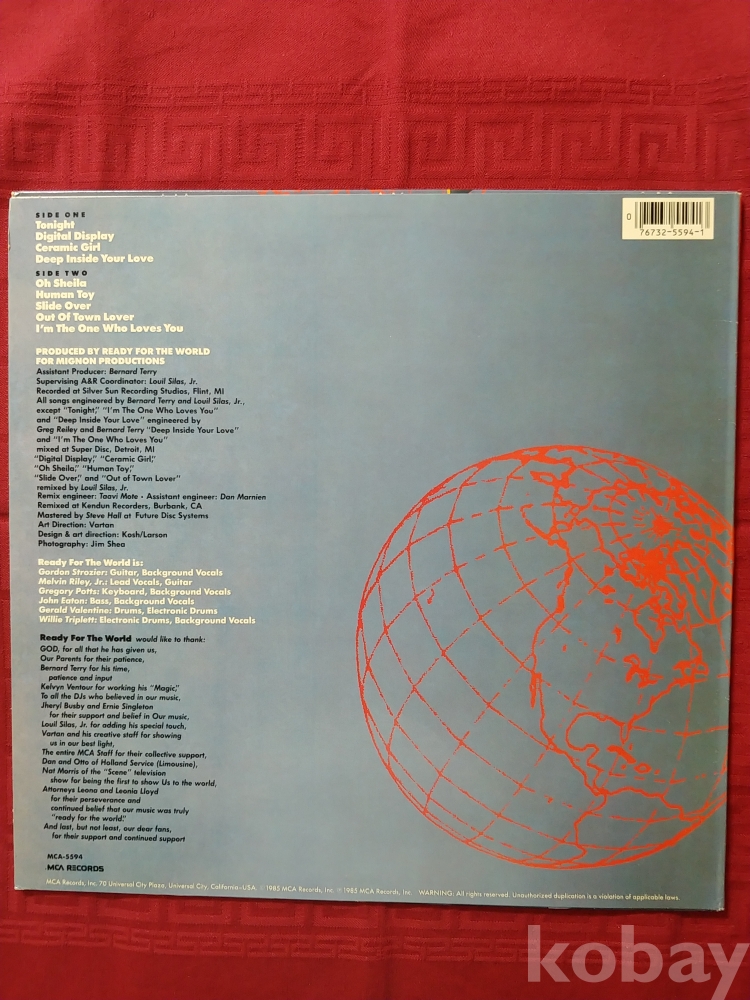 SIDE ONE
Tonight
Digital Display
Ceramic Girl
Deep Inside Your Love
SIDE TWO
Oh Sheila
Human Toy
Slide Over
Out Of Town Lover
I'm The One Who Loves You
PRODUCED BY READY FOR THE WORLD
FOR MIGNON PRODUCTIONS
Assistant Producer: Bernard Terry
Supervising A&R Coordinator: Louil Silas, Jr.
Recorded at Silver Sun Recording Studios, Flint, MI
All songs engineered by Bernard Terry and Louil Silas, Jr.,
except "Tonight," "I'm The One Who Loves You"
and "Deep Inside Your Love" engineered by
Greg Reiley and Bernard Terry "Deep Inside Your Love"
and "I'm The One Who Loves You"
mixed at Super Disc, Detroit, MI
"Digital Display," "Ceramic Girl,"
"Oh Sheila," "Human Toy,"
"Slide Over," and "Out of Town Lover"
remixed by Louil Silas, Jr.
Remix engineer: Taavi Mote - Assistant engineer: Dan Marnien
Remixed at Kendun Recorders, Burbank, CA
Mastered by Steve Hall at Future Disc Systems
Art Direction: Vartan
Design & art direction: Kosh/Larson
Photography: Jim Shea
Ready For The World is:
Gordon Strozier: Guitar, Background Vocals
Melvin Riley, Jr.: Lead Vocals, Guitar
Gregory Potts: Keyboard, Background Vocals
John Eaton: Bass, Background Vocals
Gerald Valentine: Drums, Electronic Drums
Willie Triplett: Electronic Drums, Background Vocals
Ready For The World would like to thank:
GOD, for all that he has given us,
Our Parents for their patience,
Bernard Terry for his time,
patience and input
Kelvyn Ventour for working his "Magic,"
To all the DJs who believed in our music,
Jheryl Busby and Ernie Singleton
for their support and belief in Our music,
Louil Silas, Jr. for adding his special touch,
Vartan and his creative staff for showing
us in our best light,
The entire MCA Staff for their collective support,
Dan and Otto of Holland Service (Limousine),
Nat Morris of the "Scene" television
show for being the first to show Us to the world,
Attorneys Leona and Leonia Lloyd
for their perseverance and
continued belief that our music was truly
"ready for the world."
And last, but not least, our dear fans,
for their support and continued support
MCA-5594
MCA RECORDS
MCA Records, Inc. 70 Universal City Plaza, Universal City, California-USA. ©1985 MCA Records, Inc. ℗1985 MCA Records, Inc. WARNING: All rights reserved. Unauthorized duplication is a violation of applicable laws.
0 76732-5594-1
kobay